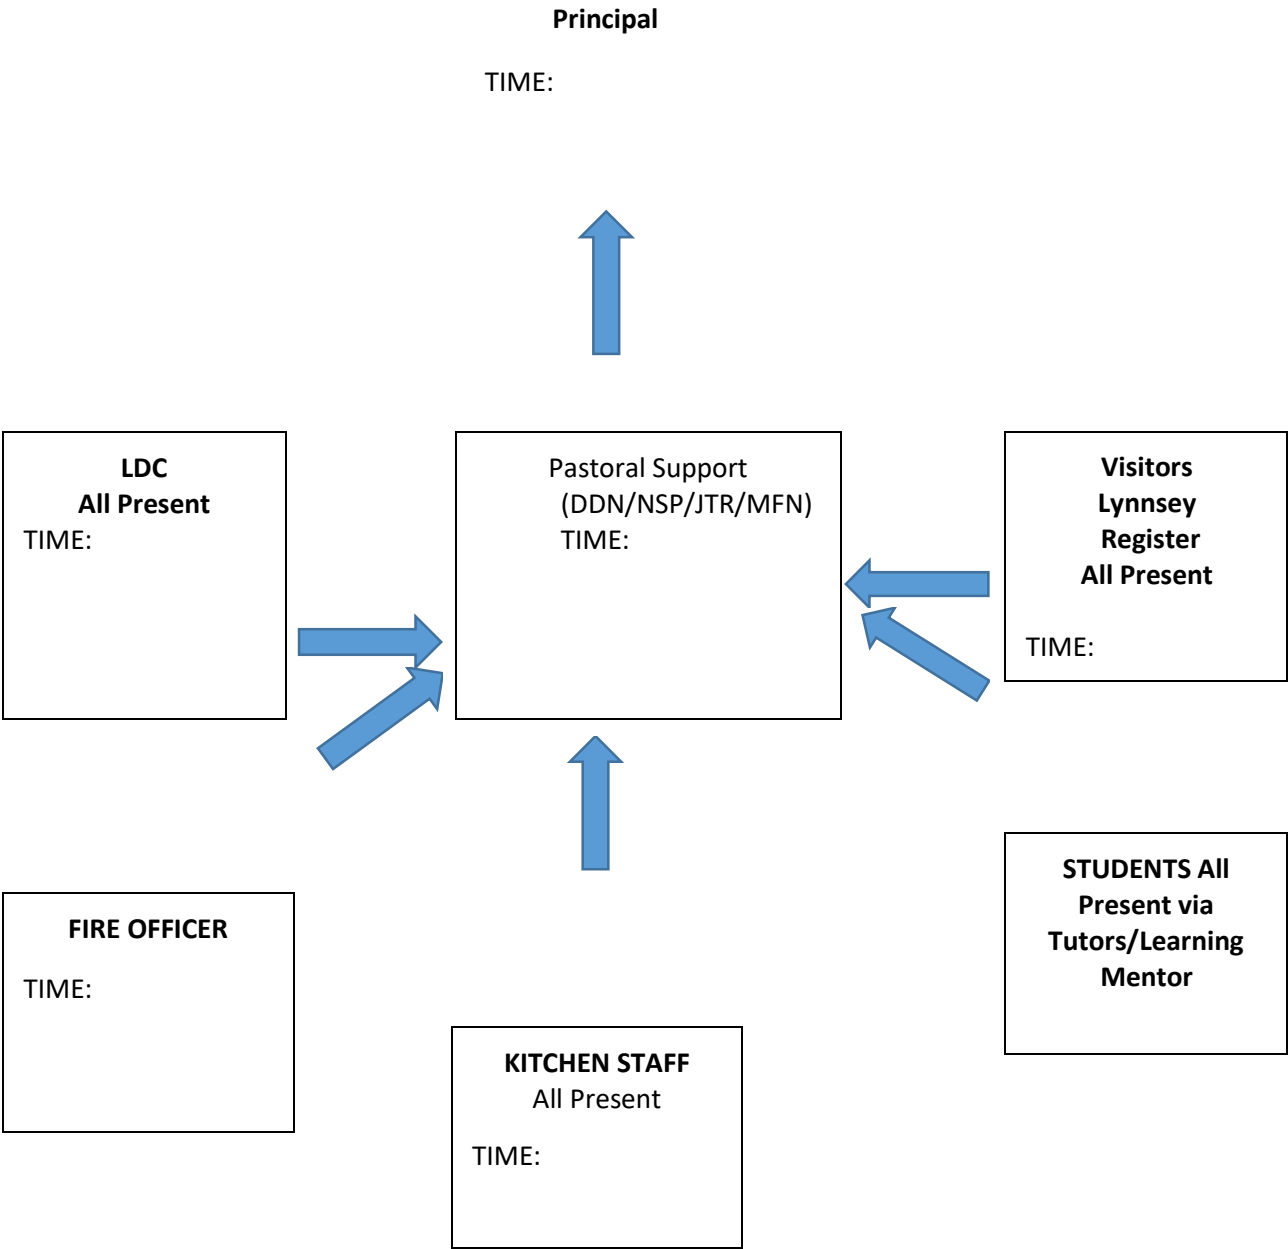 Principal
TIME:
LDC
All Present
TIME:
Pastoral Support
(DDN/NSP/JTR/MFN)
TIME:
Visitors
Lynnsey
Register
All Present
TIME:
FIRE OFFICER
TIME:
KITCHEN STAFF
All Present
TIME:
STUDENTS All
Present via
Tutors/Learning
Mentor